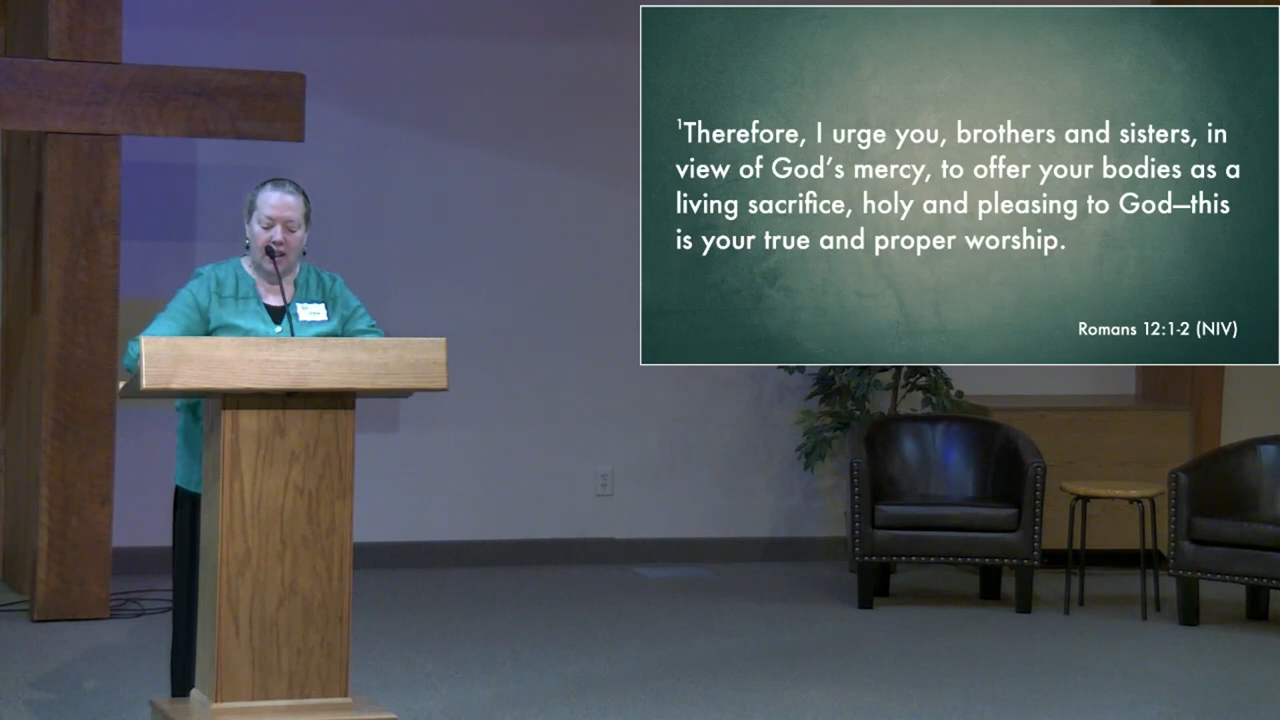 ¹Therefore, I urge you, brothers and sisters, in
view of God’s mercy, to offer your bodies as a
living sacrifice, holy and pleasing to God—this
is your true and proper worship.
Romans 12:1-2 (NIV)